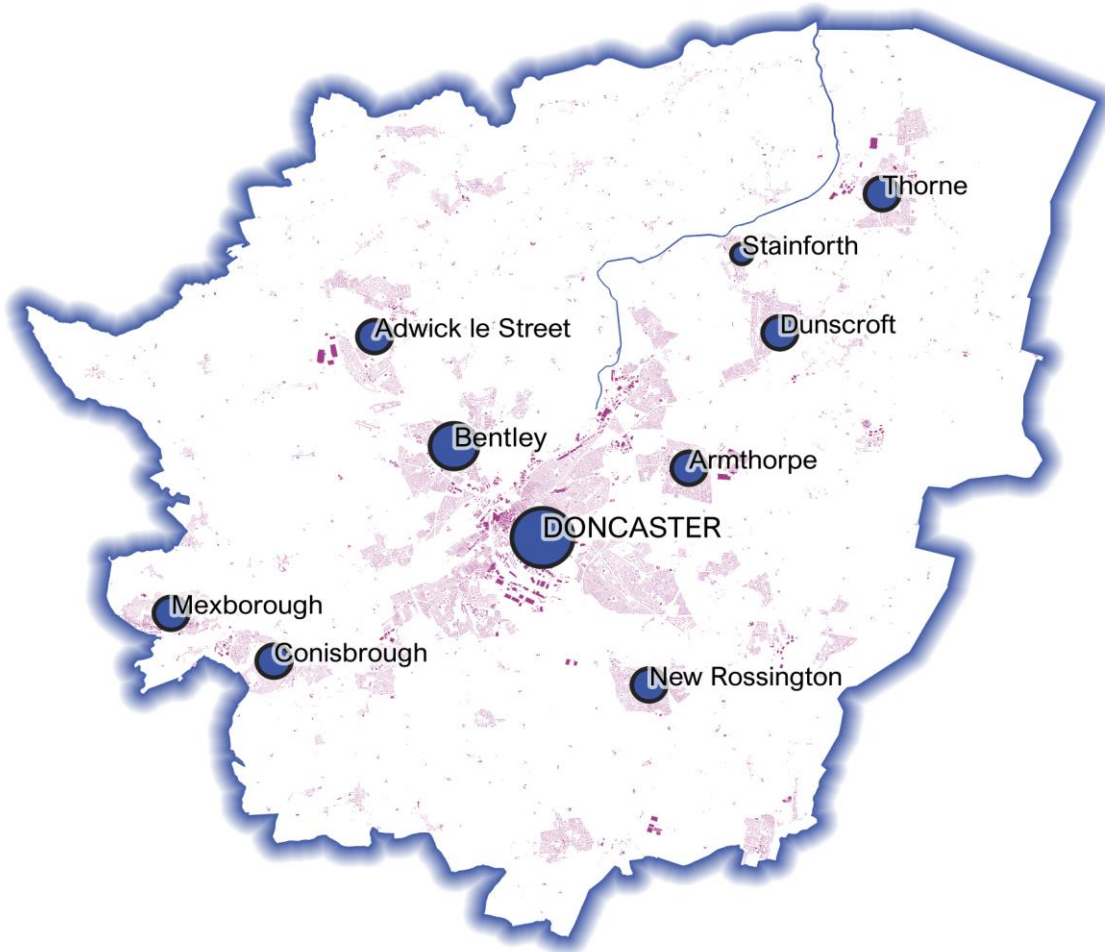 Thorne
Stainforth
Dunscroft
Adwick le Street
Bentley
Armthorpe
DONCASTER
Mexborough
Conisbrough
New Rossington